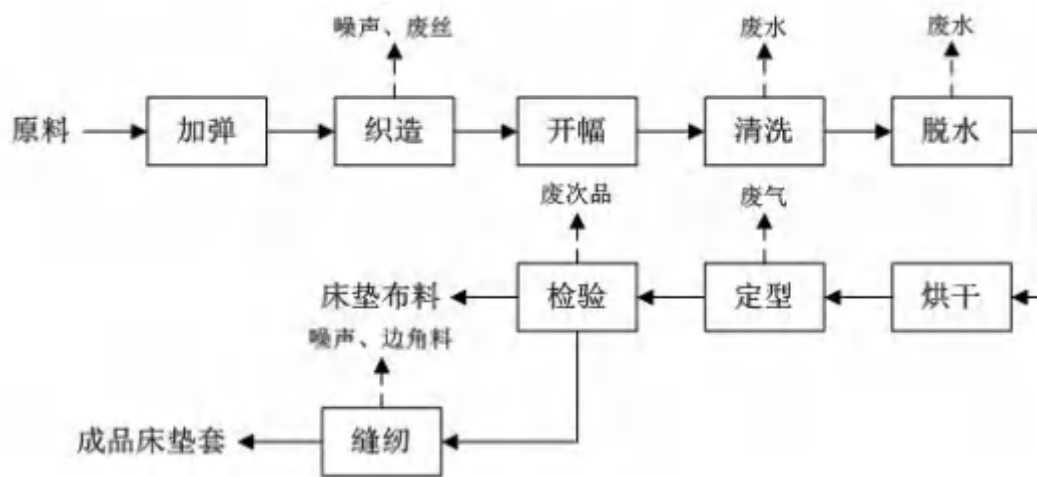 噪声、废丝
废水
废水
原料
加弹
织造
开幅
清洗
脱水
废次品
废气
床垫布料
检验
定型
烘干
噪声、边角料
成品床垫套
缝纫